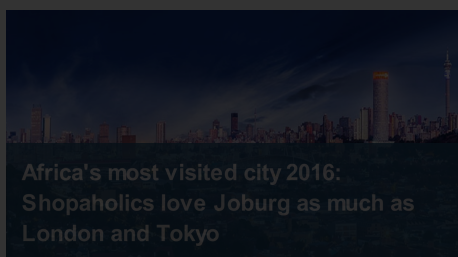 Africa's most visited city 2016:
Shopaholics love Joburg as much as
London and Tokyo